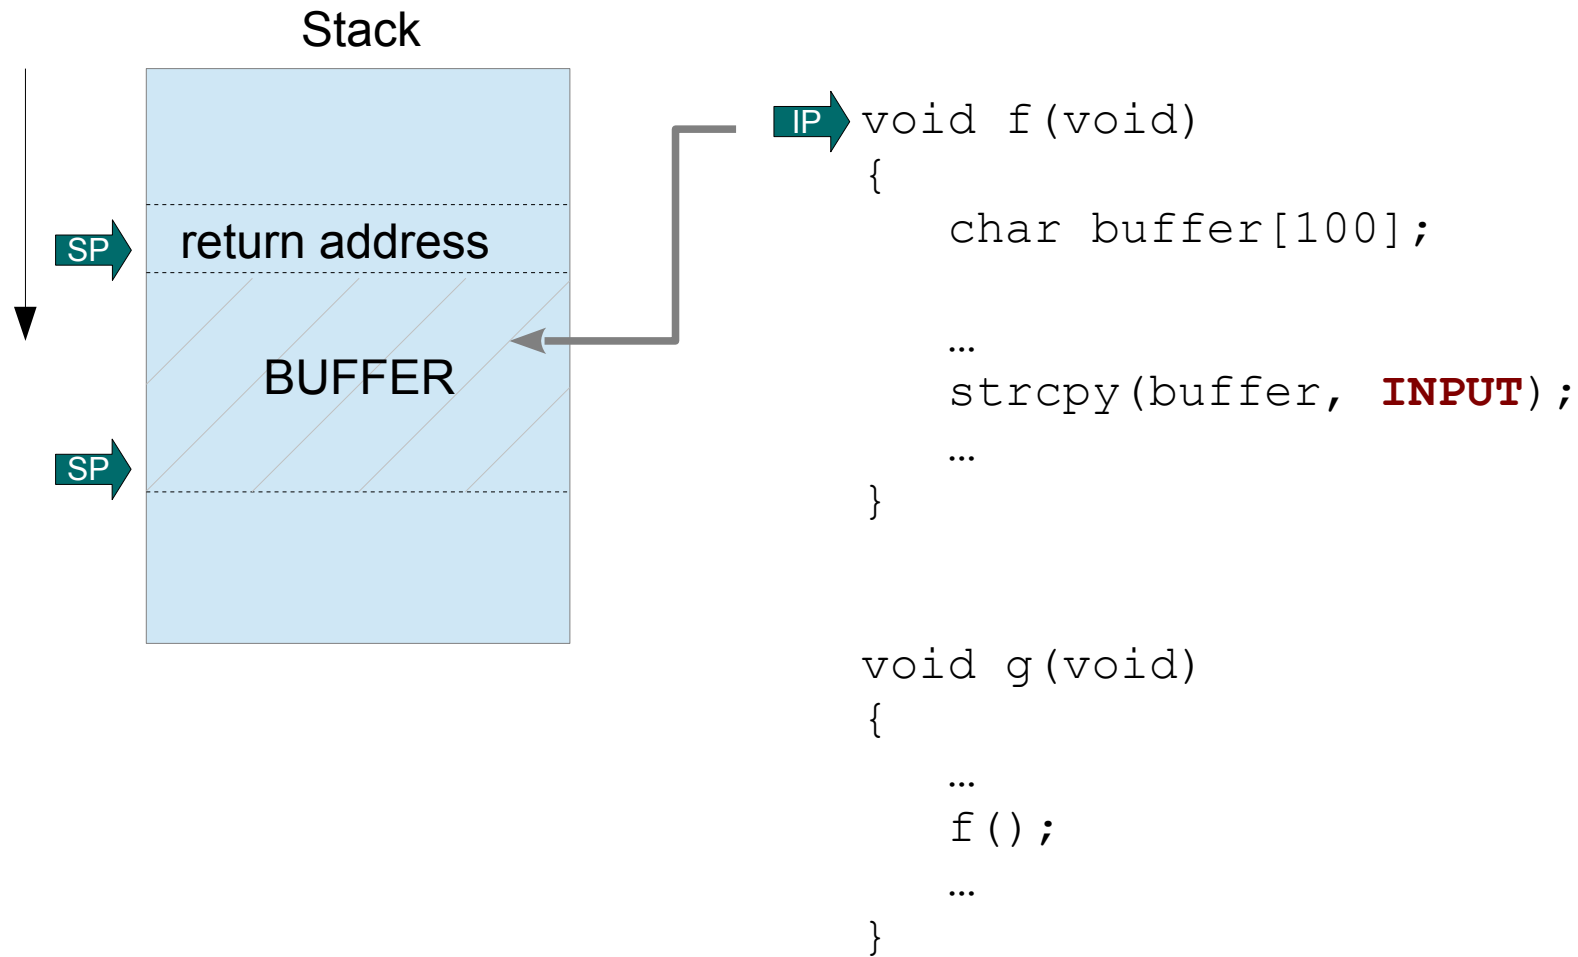 Stack
SP
return address
BUFFER
SP
IP
void f(void)
{
char buffer[100];
…
strcpy(buffer, INPUT);
…
}
void g(void)
{
…
f();
…
}